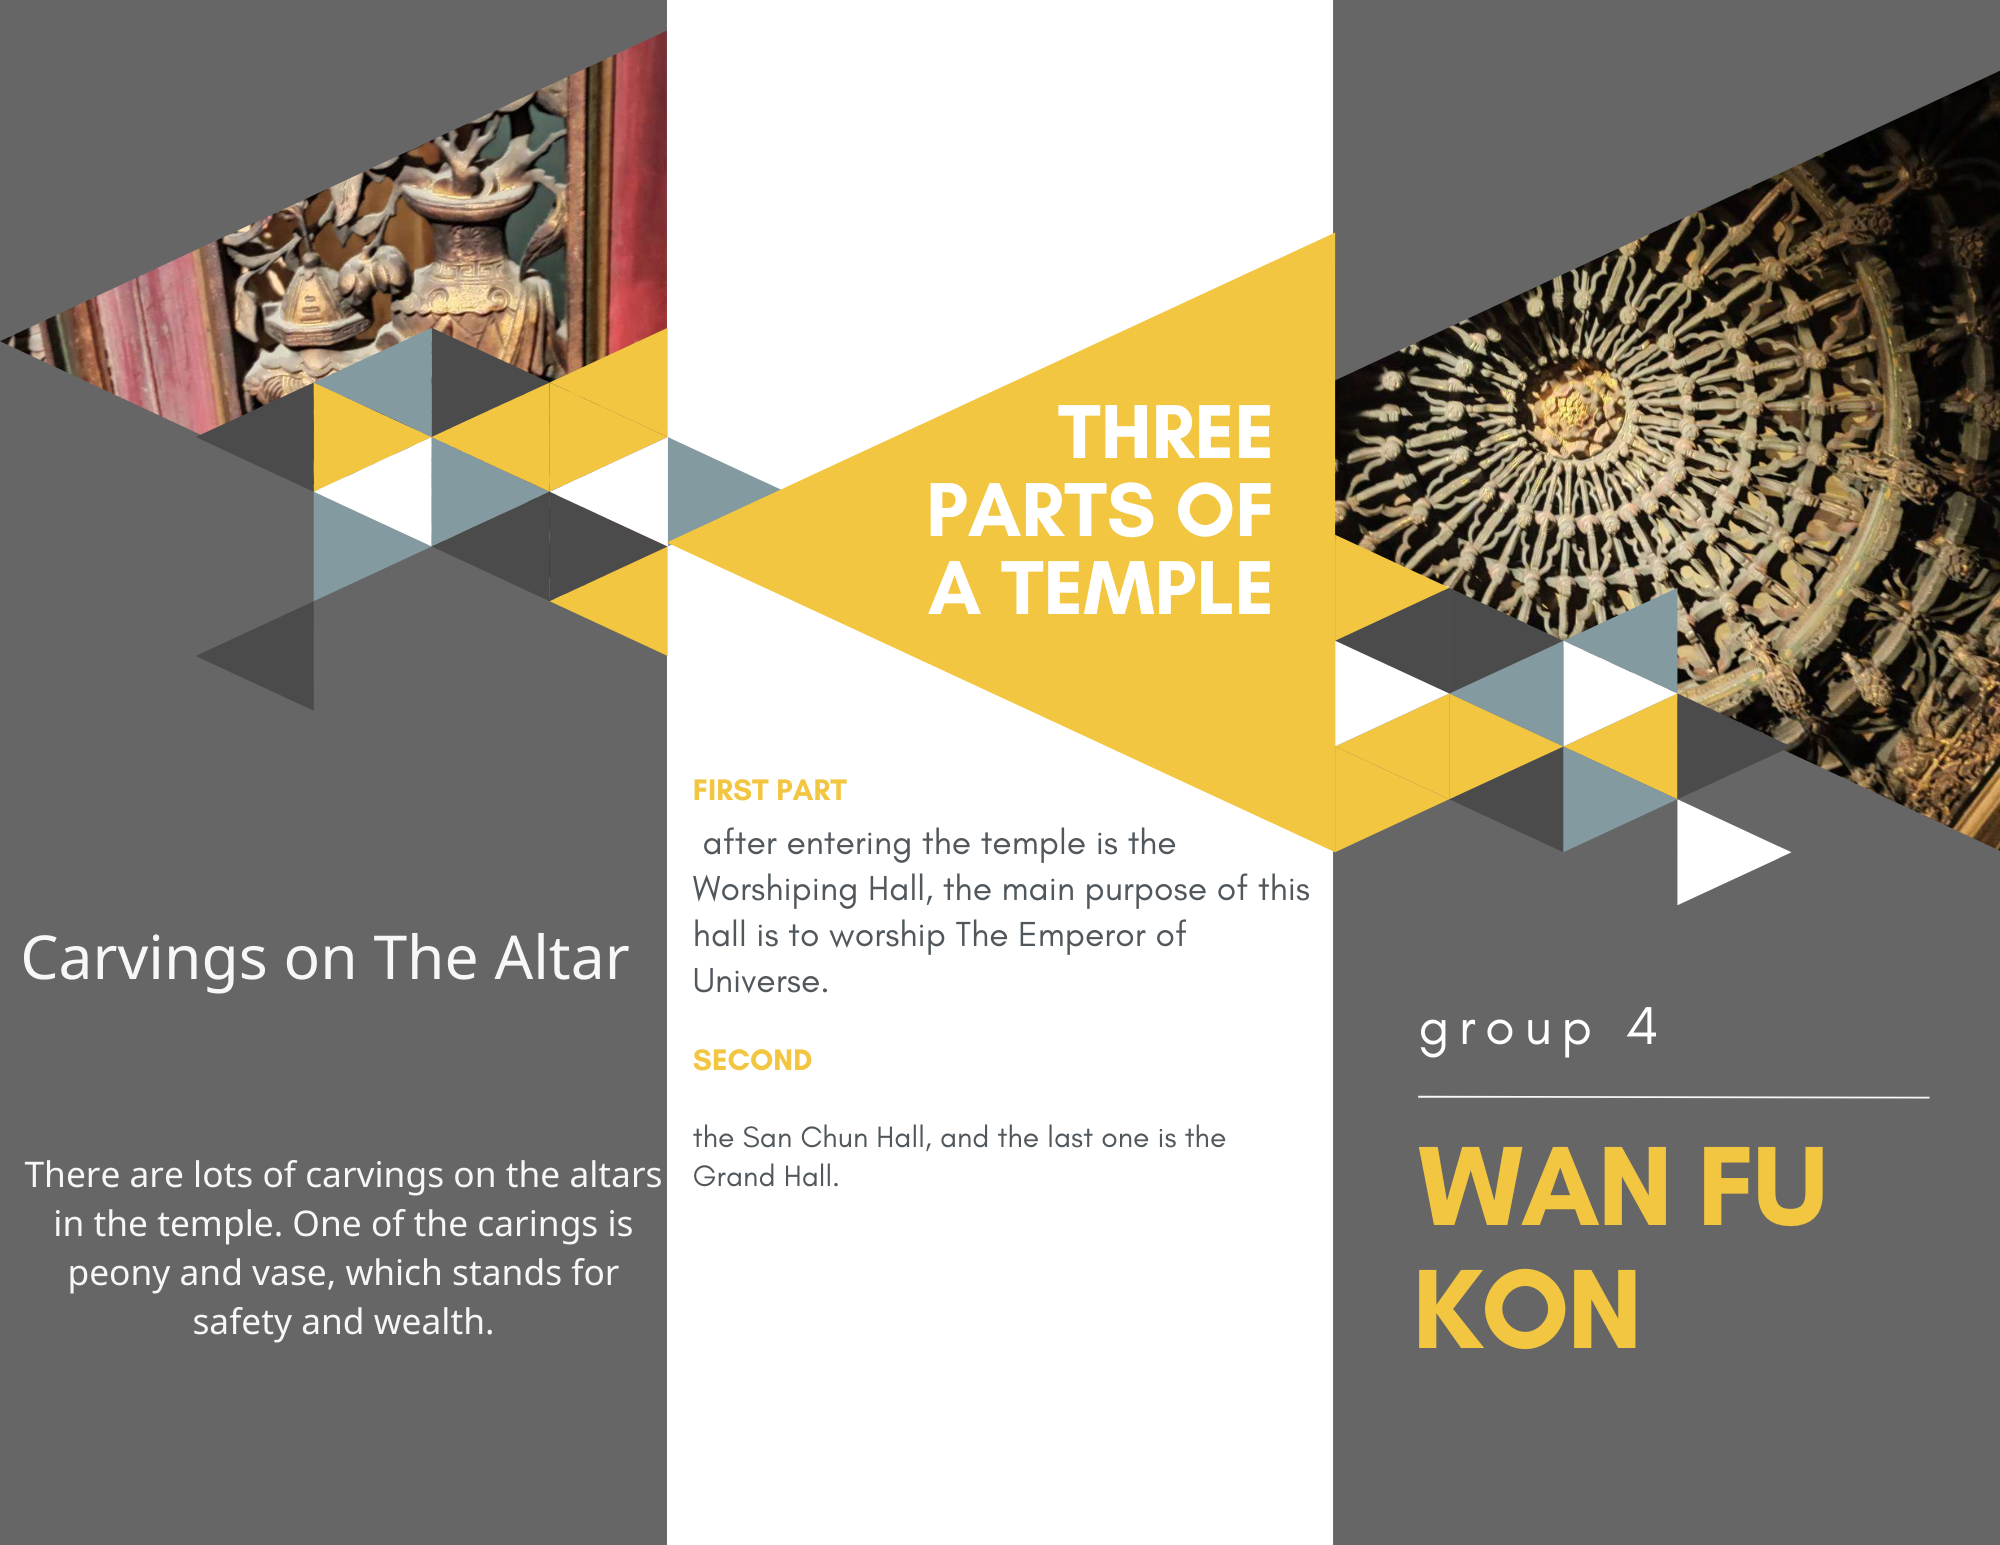 Carvings on The Altar
There are lots of carvings on the altars
in the temple. One of the carings is
peony and vase, which stands for
safety and wealth.
THREE
PARTS OF
A TEMPLE
FIRST PART
after entering the temple is the
Worshiping Hall, the main purpose of this
hall is to worship The Emperor of
Universe.
SECOND
the San Chun Hall, and the last one is the
Grand Hall.
group 4
WAN FU
KON